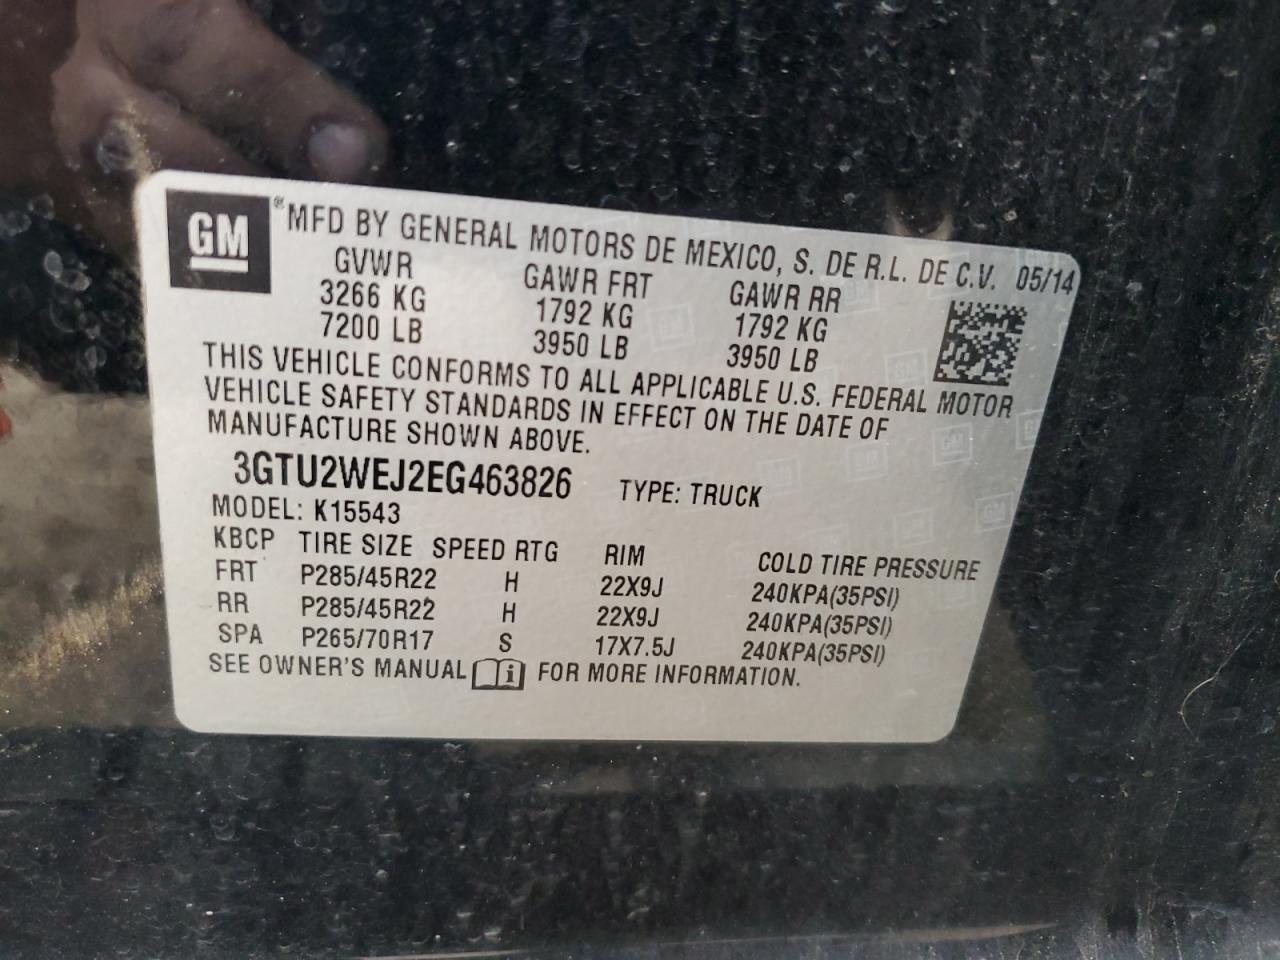 GM ® MFD BY GENERAL MOTORS DE MEXICO, S. DE R.L. DE C.V. 05/14
GVWR GAWR FRT GAWR RR
3266 KG 1792 KG 1792 KG
7200 LB 3950 LB 3950 LB
THIS VEHICLE CONFORMS TO ALL APPLICABLE U.S. FEDERAL MOTOR
VEHICLE SAFETY STANDARDS IN EFFECT ON THE DATE OF
MANUFACTURE SHOWN ABOVE.
3GTU2WEJ2EG463826 TYPE: TRUCK
MODEL: K15543
KBCP TIRE SIZE SPEED RTG RIM COLD TIRE PRESSURE
FRT P285/45R22 H 22X9J 240KPA(35PSI)
RR P285/45R22 H 22X9J 240KPA(35PSI)
SPA P265/70R17 S 17X7.5J 240KPA(35PSI)
SEE OWNER'S MANUAL i FOR MORE INFORMATION.